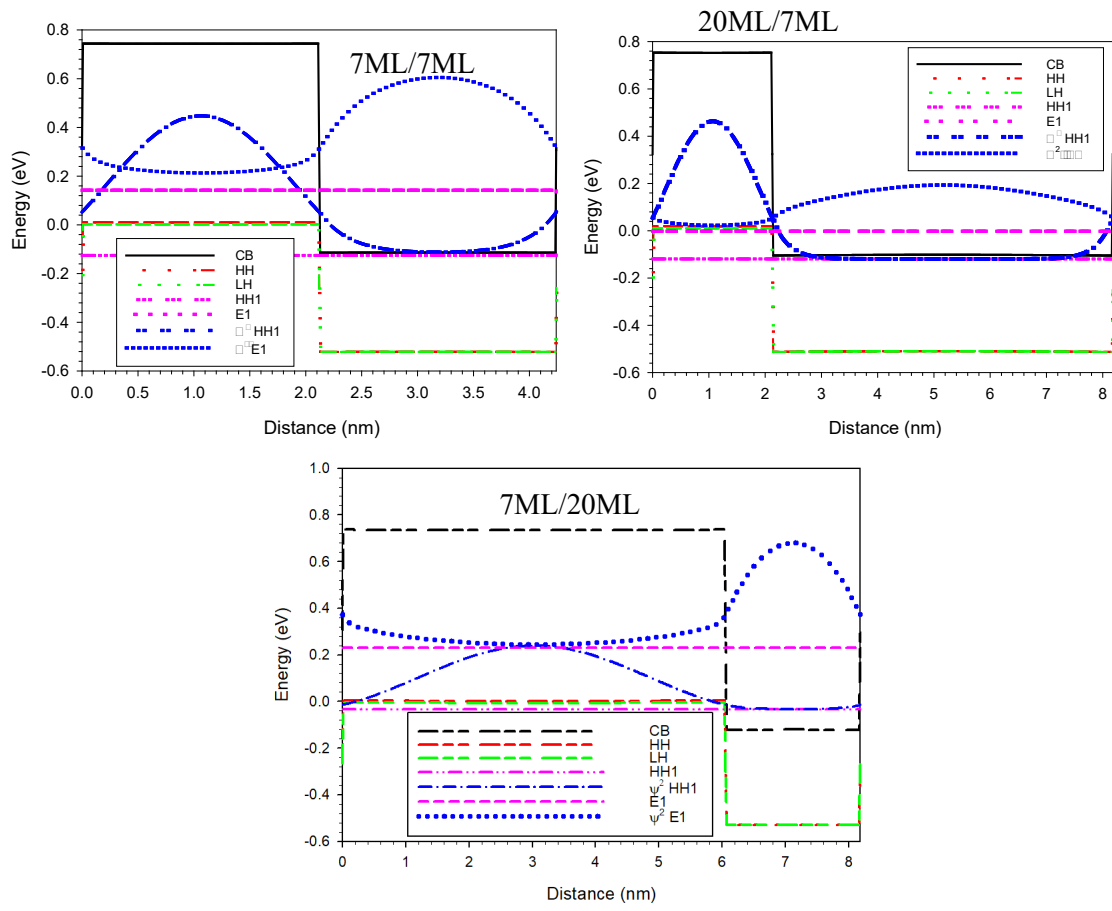 7ML/7ML
Energy (eV)
0.8
0.6
0.4
0.2
0.0
-0.2
-0.4
-0.6
CB
HH
LH
HH1
E1
HH1
E1
0.0 0.5 1.0 1.5 2.0 2.5 3.0 3.5 4.0
Distance (nm)
20ML/7ML
Energy (eV)
0.8
0.6
0.4
0.2
0.0
-0.2
-0.4
-0.6
CB
HH
LH
HH1
E1
HH1
0 1 2 3 4 5 6 7 8
Distance (nm)
7ML/20ML
Energy (eV)
1.0
0.8
0.6
0.4
0.2
0.0
-0.2
-0.4
-0.6
CB
HH
LH
HH1
ψ² HH1
E1
ψ² E1
0 1 2 3 4 5 6 7 8
Distance (nm)